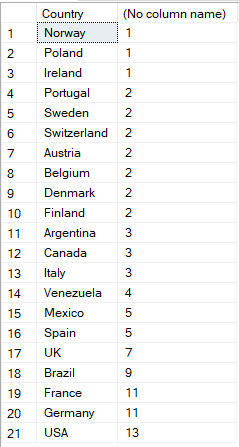 Country (No column name)
1 Norway 1
2 Poland 1
3 Ireland 1
4 Portugal 2
5 Sweden 2
6 Switzerland 2
7 Austria 2
8 Belgium 2
9 Denmark 2
10 Finland 2
11 Argentina 3
12 Canada 3
13 Italy 3
14 Venezuela 4
15 Mexico 5
16 Spain 5
17 UK 7
18 Brazil 9
19 France 11
20 Germany 11
21 USA 13